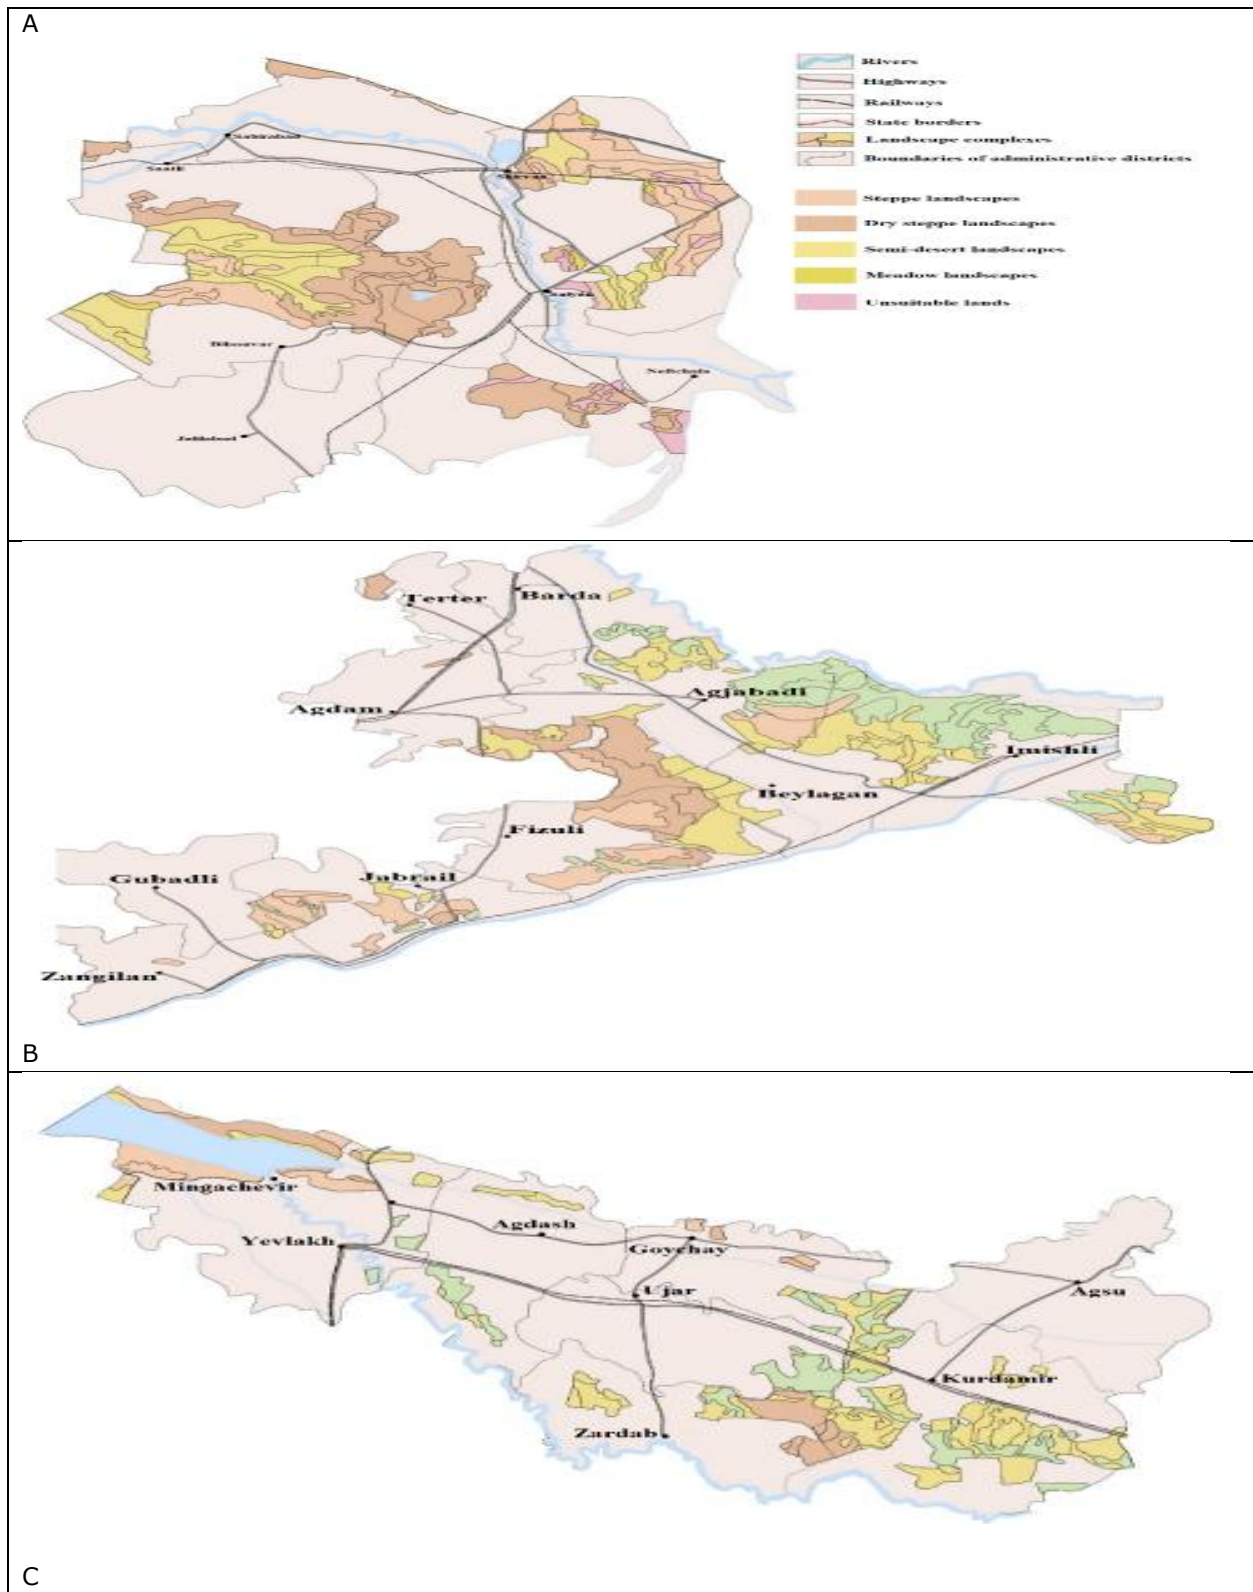 A
Rivers
Highways
Railways
State borders
Landscape complexes
Boundaries of administrative districts
Steppe landscapes
Dry steppe landscapes
Semi-desert landscapes
Meadow landscapes
Unsuitable lands
Sabirabad
Saatli
Shirvan
Salyan
Bilasuvar
Neftchala
Jalilabad
Terter
Barda
Agdam
Agjabadi
Imishli
Beylagan
Fizuli
Jabrail
Gubadli
Zangilan
B
Mingachevir
Agdash
Yevlakh
Goychay
Ujar
Agsu
Kurdamir
Zardab
C